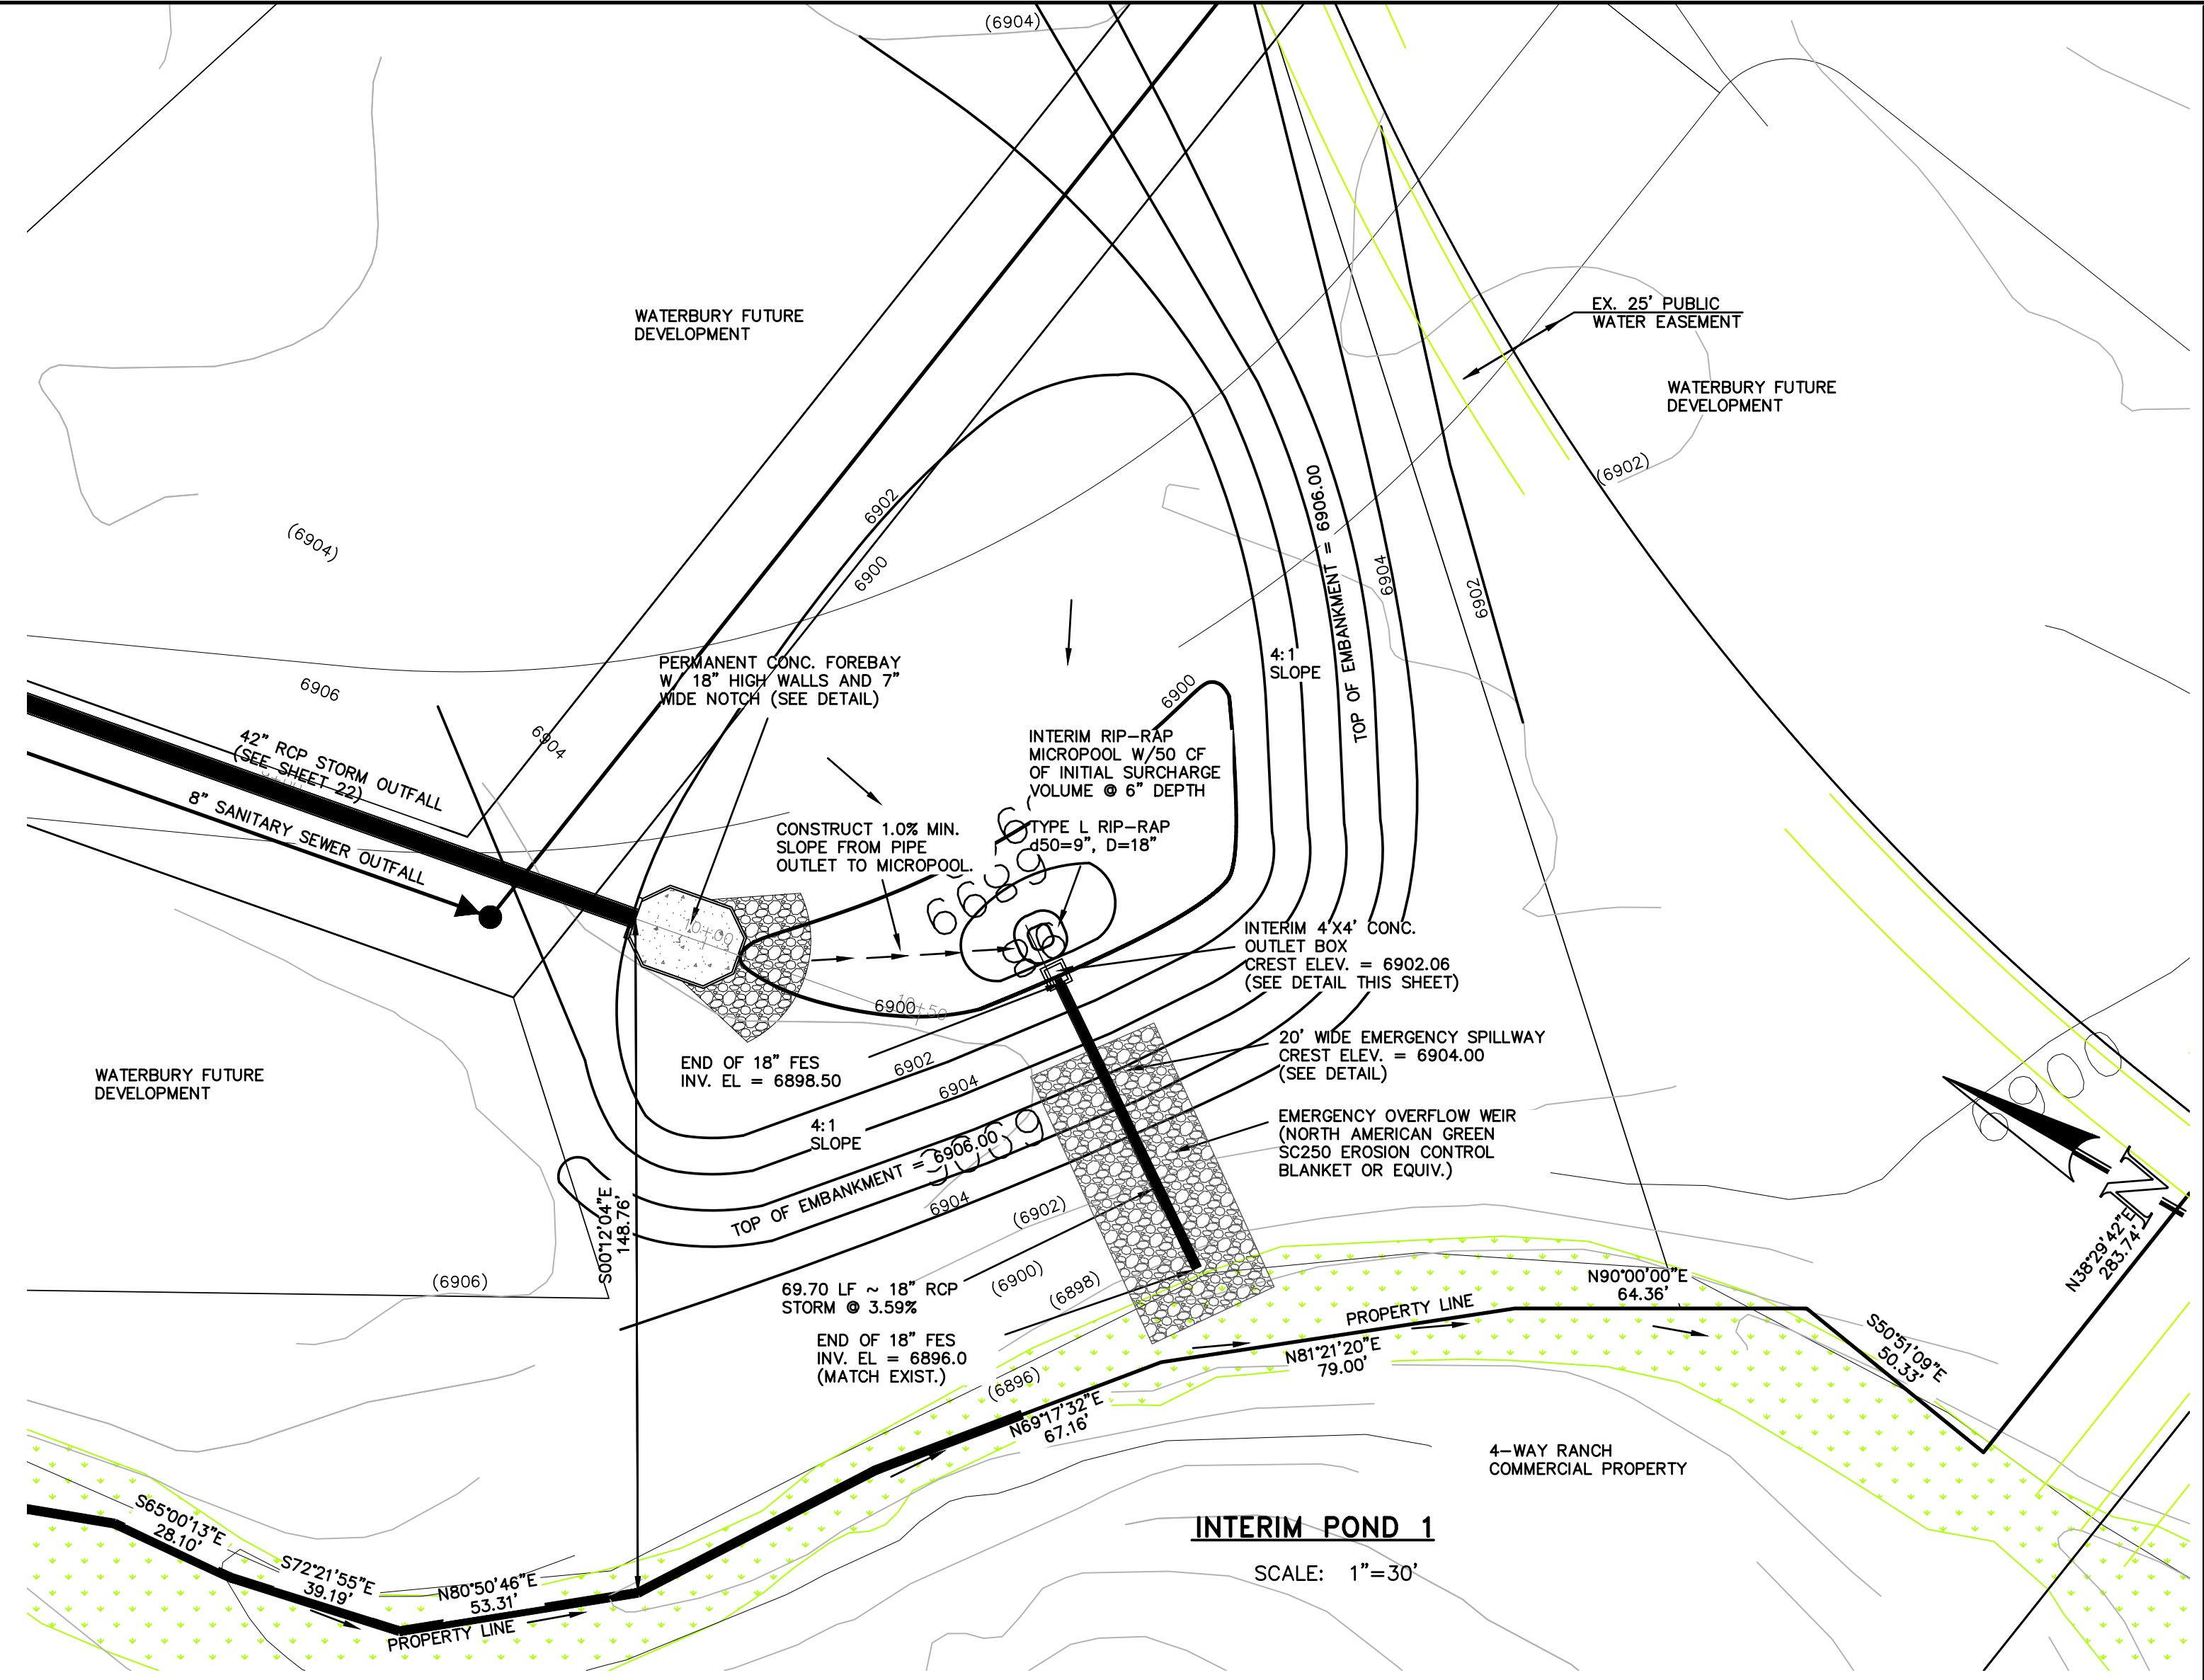 (6904)
WATERBURY FUTURE
DEVELOPMENT
EX. 25' PUBLIC
WATER EASEMENT
WATERBURY FUTURE
DEVELOPMENT
(6902)
6902
(6904)
6900
TOP OF EMBANKMENT = 6906.00
6904
6902
4:1
SLOPE
PERMANENT CONC. FOREBAY
W/ 18" HIGH WALLS AND 7"
WIDE NOTCH (SEE DETAIL)
6906
6904
6900
42" RCP STORM OUTFALL
(SEE SHEET 22)
8" SANITARY SEWER OUTFALL
INTERIM RIP-RAP
MICROPOOL W/50 CF
OF INITIAL SURCHARGE
VOLUME @ 6" DEPTH
TYPE L RIP-RAP
d50=9", D=18"
CONSTRUCT 1.0% MIN.
SLOPE FROM PIPE
OUTLET TO MICROPOOL.
10+00
INTERIM 4'X4' CONC.
OUTLET BOX
CREST ELEV. = 6902.06
(SEE DETAIL THIS SHEET)
6900
10+50
20' WIDE EMERGENCY SPILLWAY
CREST ELEV. = 6904.00
(SEE DETAIL)
END OF 18" FES
INV. EL = 6898.50
6902
6904
WATERBURY FUTURE
DEVELOPMENT
EMERGENCY OVERFLOW WEIR
(NORTH AMERICAN GREEN
SC250 EROSION CONTROL
BLANKET OR EQUIV.)
4:1
SLOPE
TOP OF EMBANKMENT = 6906.00
6904
(6902)
S00°12'04"E
148.76'
N
N38°29'42"E
283.74'
(6906)
69.70 LF ~ 18" RCP
STORM @ 3.59%
(6900)
(6898)
END OF 18" FES
INV. EL = 6896.0
(MATCH EXIST.)
(6896)
N90°00'00"E
64.36'
PROPERTY LINE
N81°21'20"E
79.00'
S50°51'09"E
50.33'
N69°17'32"E
67.16'
4-WAY RANCH
COMMERCIAL PROPERTY
S65°00'13"E
28.10'
S72°21'55"E
39.19'
N80°50'46"E
53.31'
PROPERTY LINE
INTERIM POND 1
SCALE: 1"=30'